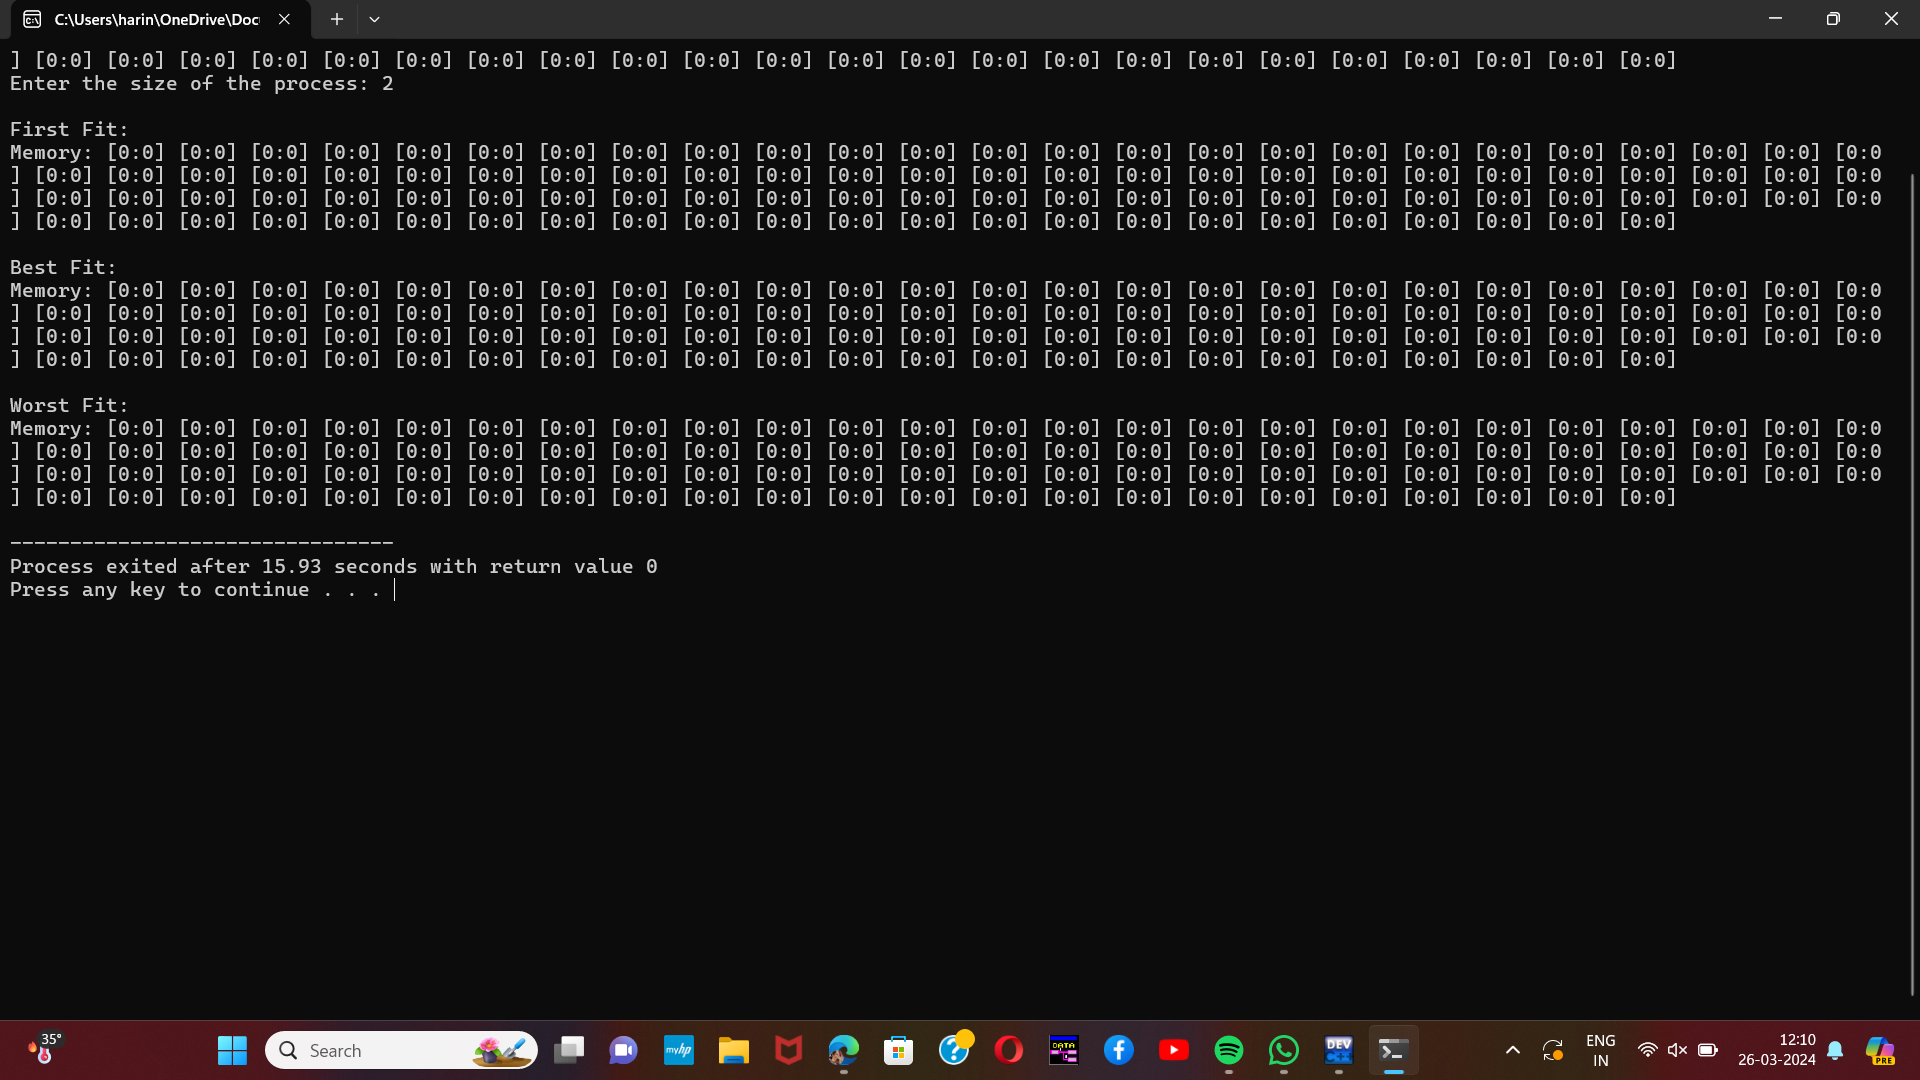 C:\Users\harin\OneDrive\Doc
] [0:0] [0:0] [0:0] [0:0] [0:0] [0:0] [0:0] [0:0] [0:0] [0:0] [0:0] [0:0] [0:0] [0:0] [0:0] [0:0] [0:0] [0:0] [0:0] [0:0] [0:0] [0:0] [0:0]
Enter the size of the process: 2
First Fit:
Memory: [0:0] [0:0] [0:0] [0:0] [0:0] [0:0] [0:0] [0:0] [0:0] [0:0] [0:0] [0:0] [0:0] [0:0] [0:0] [0:0] [0:0] [0:0] [0:0] [0:0] [0:0] [0:0] [0:0] [0:0] [0:0
] [0:0] [0:0] [0:0] [0:0] [0:0] [0:0] [0:0] [0:0] [0:0] [0:0] [0:0] [0:0] [0:0] [0:0] [0:0] [0:0] [0:0] [0:0] [0:0] [0:0] [0:0] [0:0] [0:0] [0:0] [0:0] [0:0
] [0:0] [0:0] [0:0] [0:0] [0:0] [0:0] [0:0] [0:0] [0:0] [0:0] [0:0] [0:0] [0:0] [0:0] [0:0] [0:0] [0:0] [0:0] [0:0] [0:0] [0:0] [0:0] [0:0] [0:0] [0:0] [0:0
] [0:0] [0:0] [0:0] [0:0] [0:0] [0:0] [0:0] [0:0] [0:0] [0:0] [0:0] [0:0] [0:0] [0:0] [0:0] [0:0] [0:0] [0:0] [0:0] [0:0] [0:0] [0:0] [0:0]
Best Fit:
Memory: [0:0] [0:0] [0:0] [0:0] [0:0] [0:0] [0:0] [0:0] [0:0] [0:0] [0:0] [0:0] [0:0] [0:0] [0:0] [0:0] [0:0] [0:0] [0:0] [0:0] [0:0] [0:0] [0:0] [0:0] [0:0
] [0:0] [0:0] [0:0] [0:0] [0:0] [0:0] [0:0] [0:0] [0:0] [0:0] [0:0] [0:0] [0:0] [0:0] [0:0] [0:0] [0:0] [0:0] [0:0] [0:0] [0:0] [0:0] [0:0] [0:0] [0:0] [0:0
] [0:0] [0:0] [0:0] [0:0] [0:0] [0:0] [0:0] [0:0] [0:0] [0:0] [0:0] [0:0] [0:0] [0:0] [0:0] [0:0] [0:0] [0:0] [0:0] [0:0] [0:0] [0:0] [0:0] [0:0] [0:0] [0:0
] [0:0] [0:0] [0:0] [0:0] [0:0] [0:0] [0:0] [0:0] [0:0] [0:0] [0:0] [0:0] [0:0] [0:0] [0:0] [0:0] [0:0] [0:0] [0:0] [0:0] [0:0] [0:0] [0:0]
Worst Fit:
Memory: [0:0] [0:0] [0:0] [0:0] [0:0] [0:0] [0:0] [0:0] [0:0] [0:0] [0:0] [0:0] [0:0] [0:0] [0:0] [0:0] [0:0] [0:0] [0:0] [0:0] [0:0] [0:0] [0:0] [0:0] [0:0
] [0:0] [0:0] [0:0] [0:0] [0:0] [0:0] [0:0] [0:0] [0:0] [0:0] [0:0] [0:0] [0:0] [0:0] [0:0] [0:0] [0:0] [0:0] [0:0] [0:0] [0:0] [0:0] [0:0] [0:0] [0:0] [0:0
] [0:0] [0:0] [0:0] [0:0] [0:0] [0:0] [0:0] [0:0] [0:0] [0:0] [0:0] [0:0] [0:0] [0:0] [0:0] [0:0] [0:0] [0:0] [0:0] [0:0] [0:0] [0:0] [0:0] [0:0] [0:0] [0:0
] [0:0] [0:0] [0:0] [0:0] [0:0] [0:0] [0:0] [0:0] [0:0] [0:0] [0:0] [0:0] [0:0] [0:0] [0:0] [0:0] [0:0] [0:0] [0:0] [0:0] [0:0] [0:0] [0:0]
--------------------------------
Process exited after 15.93 seconds with return value 0
Press any key to continue . . .
35°
Search
myhp
DATA
DEV
C++
ENG
IN
12:10
26-03-2024
PRE